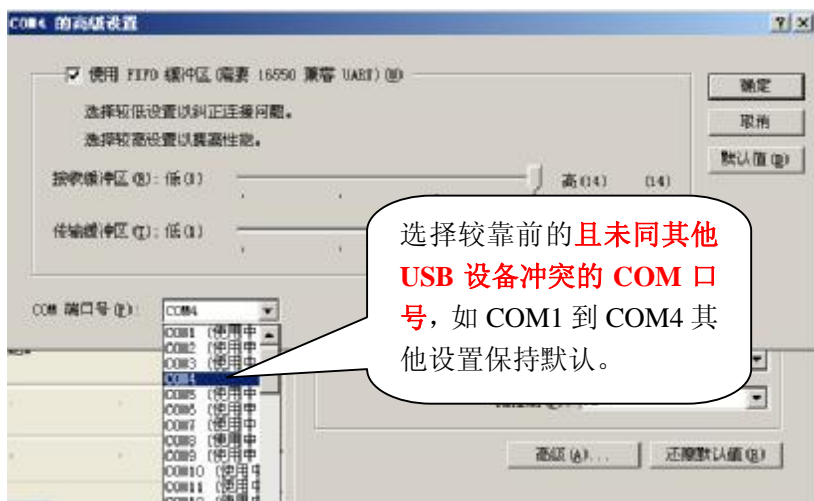 COM4 的高级设置
使用 FIFO 缓冲区(需要 16550 兼容 UART)(U)
选择较低设置以纠正连接问题。
选择较高设置以提高性能。
确定
取消
默认值(D)
接收缓冲区(R): 低(1)
高(14)
(14)
传输缓冲区(T): 低(1)
选择较靠前的且未同其他
USB 设备冲突的 COM 口
号，如 COM1 到 COM4 其
他设置保持默认。
COM 端口号(P):
COM4
COM1 (使用中
COM2 (使用中
COM3 (使用中
COM4
COM5 (使用中
COM6 (使用中
COM7 (使用中
COM8 (使用中
COM9 (使用中
COM10 (使用中
COM11 (使用中
高级(A)...
还原默认值(R)